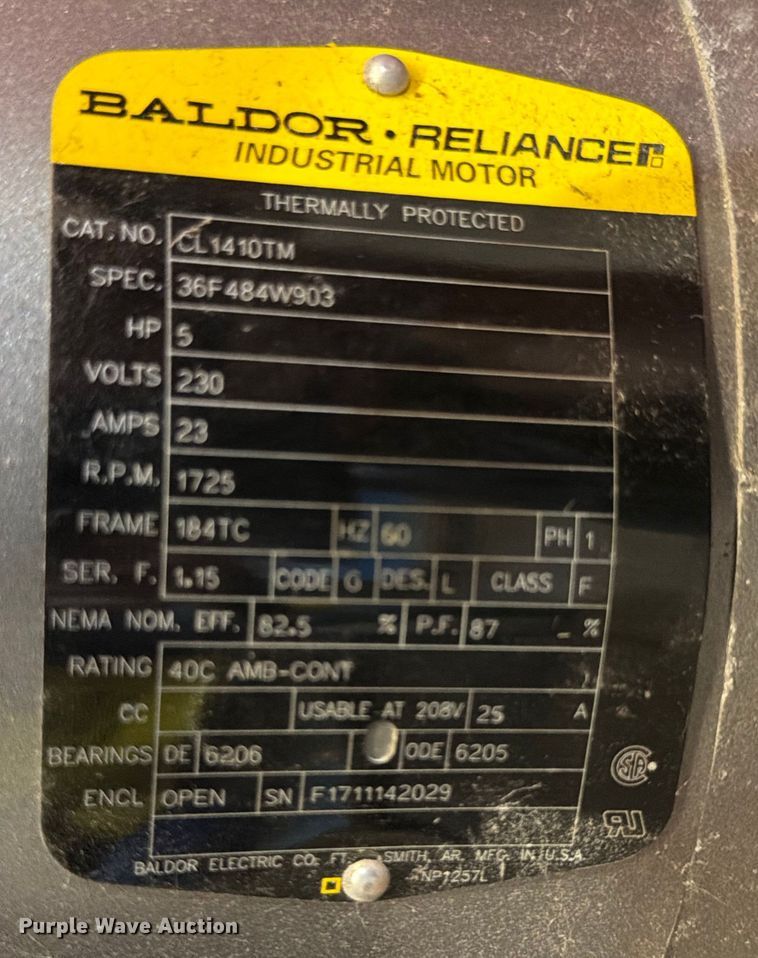 BALDOR · RELIANCE
INDUSTRIAL MOTOR
THERMALLY PROTECTED
CAT. NO. CL1410TM
SPEC. 36F484W903
HP 5
VOLTS 230
AMPS 23
R.P.M. 1725
FRAME 184TC HZ 60 PH 1
SER. F. 1.15 CODE G DES. L CLASS F
NEMA NOM. EFF. 82.5 % P.F. 87 %
RATING 40C AMB-CONT
CC USABLE AT 208V 25 A
BEARINGS DE 6206 ODE 6205
ENCL OPEN SN F1711142029
BALDOR ELECTRIC CO. FT. SMITH, AR. MFG. IN U.S.A.
NP1257L
Purple Wave Auction